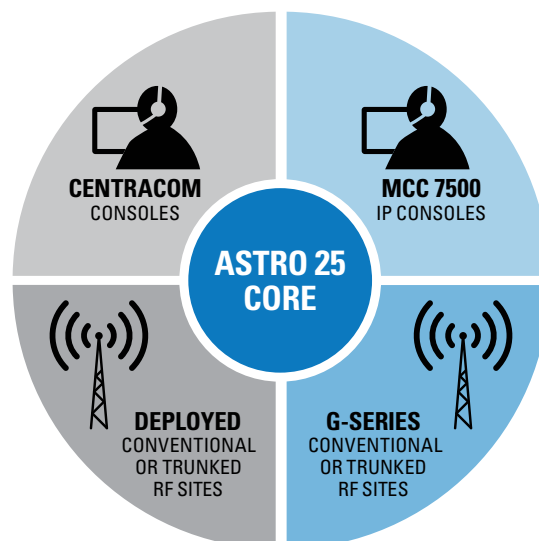 CENTRACOM
CONSOLES
MCC 7500
IP CONSOLES
ASTRO 25
CORE
DEPLOYED
CONVENTIONAL
OR TRUNKED
RF SITES
G-SERIES
CONVENTIONAL
OR TRUNKED
RF SITES